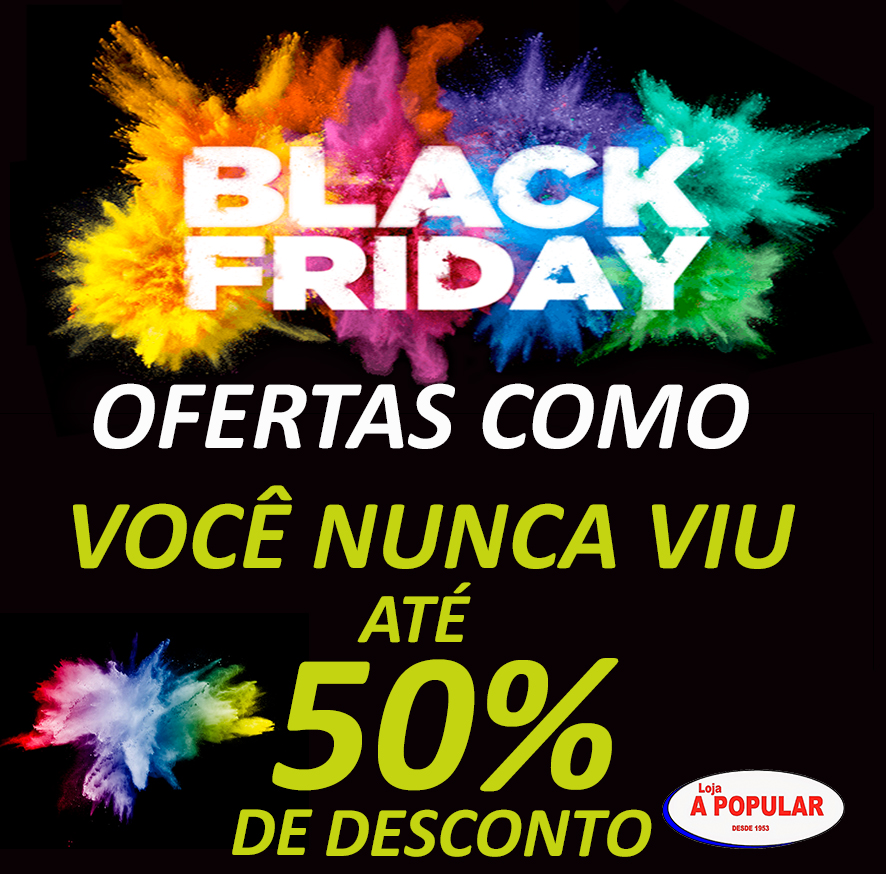 BLACK
FRIDAY
OFERTAS COMO
VOCÊ NUNCA VIU
ATÉ
50%
DE DESCONTO
Loja
A POPULAR
DESDE 1953